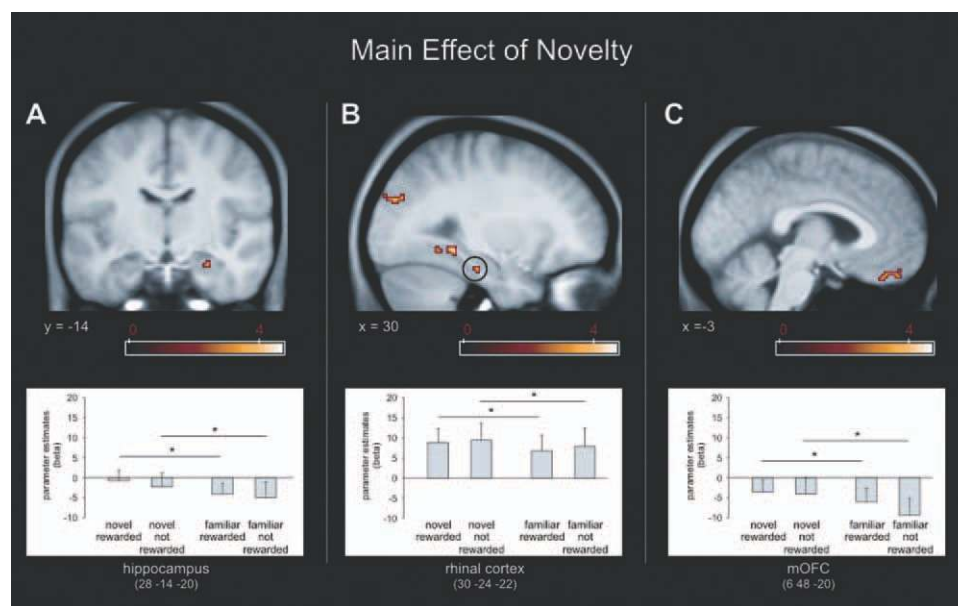 Main Effect of Novelty
A
B
C
y = -14
0 4
x = 30
0 4
x =-3
0 4
parameter estimates
(beta)
20
15
10
5
0
-5
-10
*
*
novel
rewarded
novel
not
rewarded
familiar
rewarded
familiar
not
rewarded
hippocampus
(28 -14 -20)
parameter estimates
(beta)
20
15
10
5
0
-5
-10
*
*
novel
rewarded
novel
not
rewarded
familiar
rewarded
familiar
not
rewarded
rhinal cortex
(30 -24 -22)
parameter estimates
(beta)
20
15
10
5
0
-5
-10
*
*
novel
rewarded
novel
not
rewarded
familiar
rewarded
familiar
not
rewarded
mOFC
(6 48 -20)